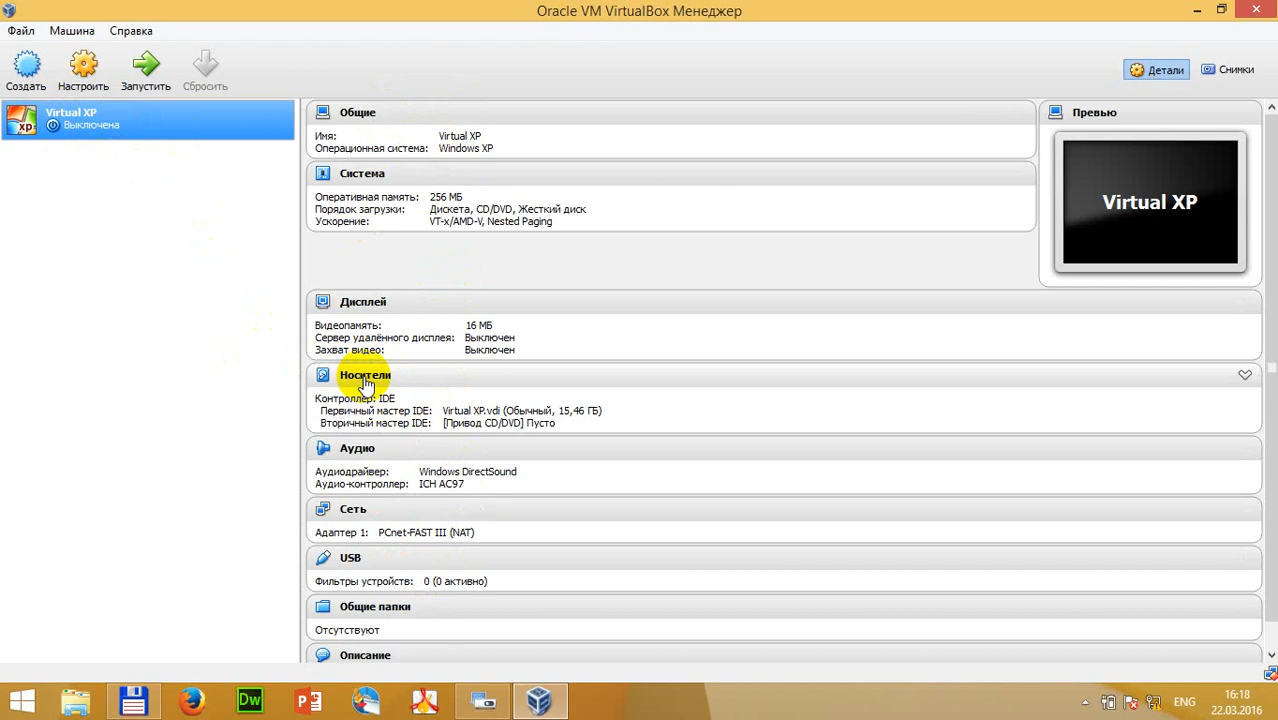 Oracle VM VirtualBox Менеджер
Файл Машина Справка
Создать Настроить Запустить Сбросить
Детали Снимки
Virtual XP
Выключена
Общие
Имя: Virtual XP
Операционная система: Windows XP
Система
Оперативная память: 256 МБ
Порядок загрузки: Дискета, CD/DVD, Жесткий диск
Ускорение: VT-x/AMD-V, Nested Paging
Превью
Virtual XP
Дисплей
Видеопамять: 16 МБ
Сервер удалённого дисплея: Выключен
Захват видео: Выключен
Носители
Контроллер: IDE
Первичный мастер IDE: Virtual XP.vdi (Обычный, 15,46 ГБ)
Вторичный мастер IDE: [Привод CD/DVD] Пусто
Аудио
Аудиодрайвер: Windows DirectSound
Аудио-контроллер: ICH AC97
Сеть
Адаптер 1: PCnet-FAST III (NAT)
USB
Фильтры устройств: 0 (0 активно)
Общие папки
Отсутствуют
Описание
Dw
ENG
16:18
22.03.2016